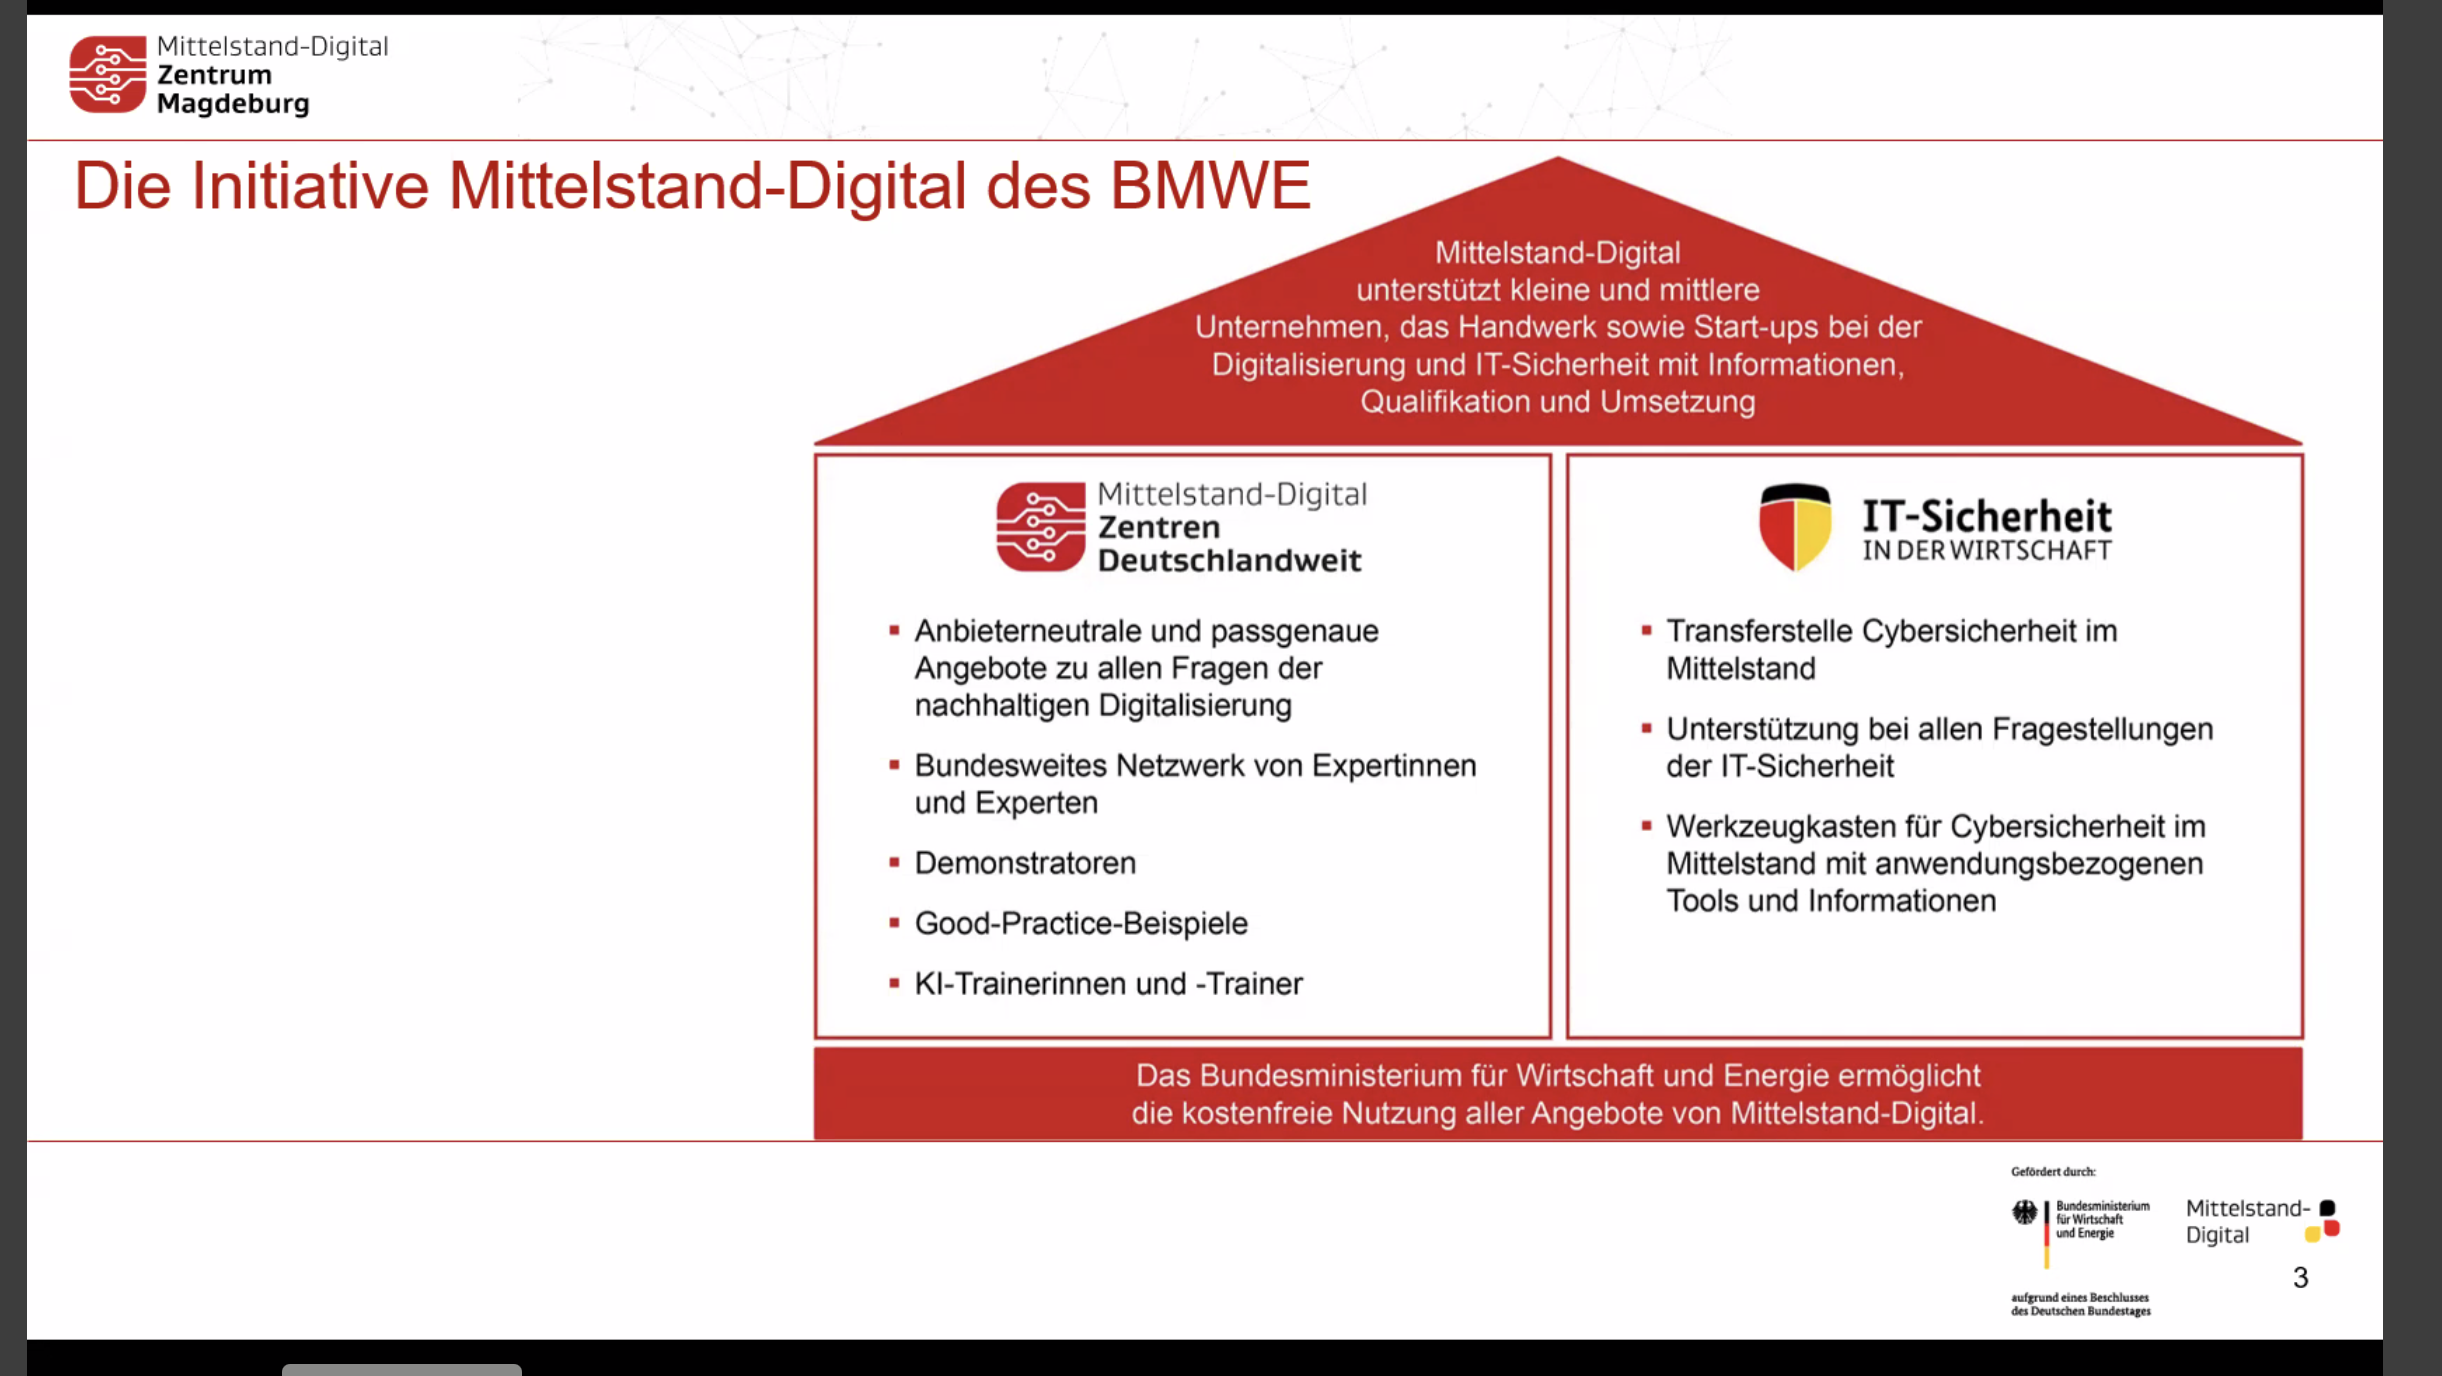 Mittelstand-Digital
Zentrum
Magdeburg
Die Initiative Mittelstand-Digital des BMWE
Mittelstand-Digital
unterstützt kleine und mittlere
Unternehmen, das Handwerk sowie Start-ups bei der
Digitalisierung und IT-Sicherheit mit Informationen,
Qualifikation und Umsetzung
Mittelstand-Digital
Zentren
Deutschlandweit
▪ Anbieterneutrale und passgenaue
Angebote zu allen Fragen der
nachhaltigen Digitalisierung
▪ Bundesweites Netzwerk von Expertinnen
und Experten
▪ Demonstratoren
▪ Good-Practice-Beispiele
▪ KI-Trainerinnen und -Trainer
IT-Sicherheit
IN DER WIRTSCHAFT
▪ Transferstelle Cybersicherheit im
Mittelstand
▪ Unterstützung bei allen Fragestellungen
der IT-Sicherheit
▪ Werkzeugkasten für Cybersicherheit im
Mittelstand mit anwendungsbezogenen
Tools und Informationen
Das Bundesministerium für Wirtschaft und Energie ermöglicht
die kostenfreie Nutzung aller Angebote von Mittelstand-Digital.
Gefördert durch:
Bundesministerium
für Wirtschaft
und Energie
aufgrund eines Beschlusses
des Deutschen Bundestages
Mittelstand-
Digital
3